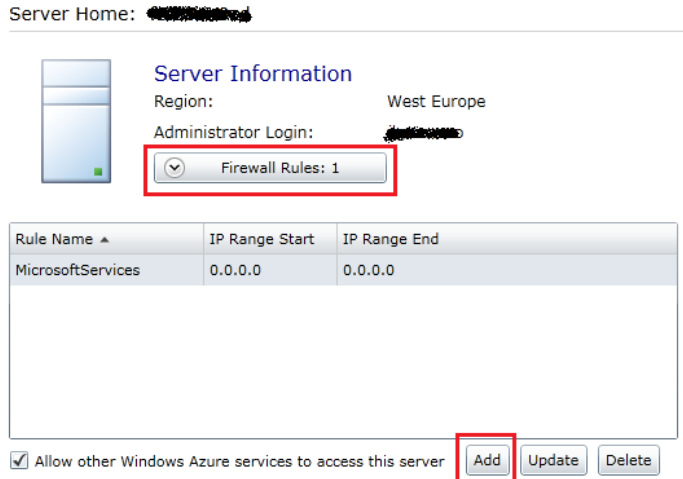 Server Home:
Server Information
Region: West Europe
Administrator Login:
Firewall Rules: 1
Rule Name IP Range Start IP Range End
MicrosoftServices 0.0.0.0 0.0.0.0
Allow other Windows Azure services to access this server Add Update Delete